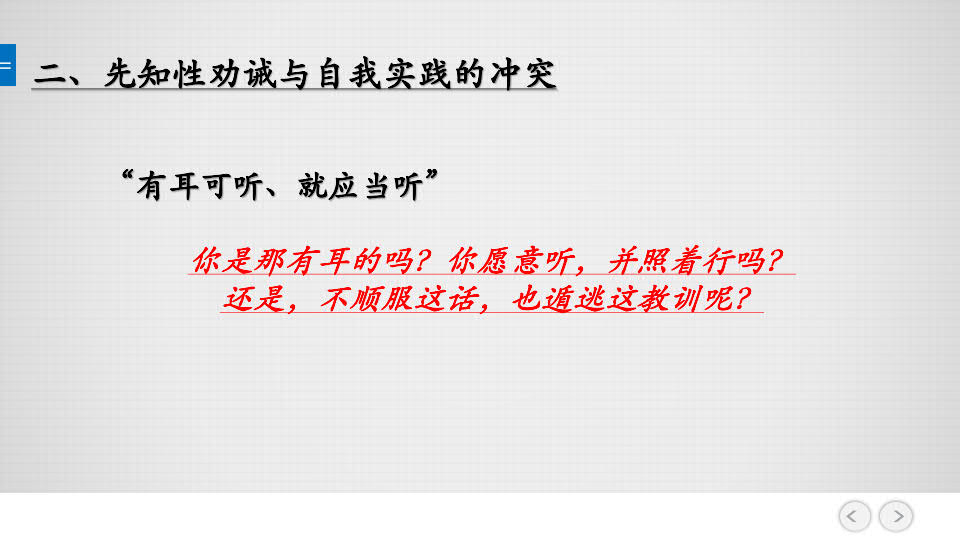 二、先知性劝诫与自我实践的冲突
“有耳可听、就应当听”
你是那有耳的吗？你愿意听，并照着行吗？
还是，不顺服这话，也遁逃这教训呢？